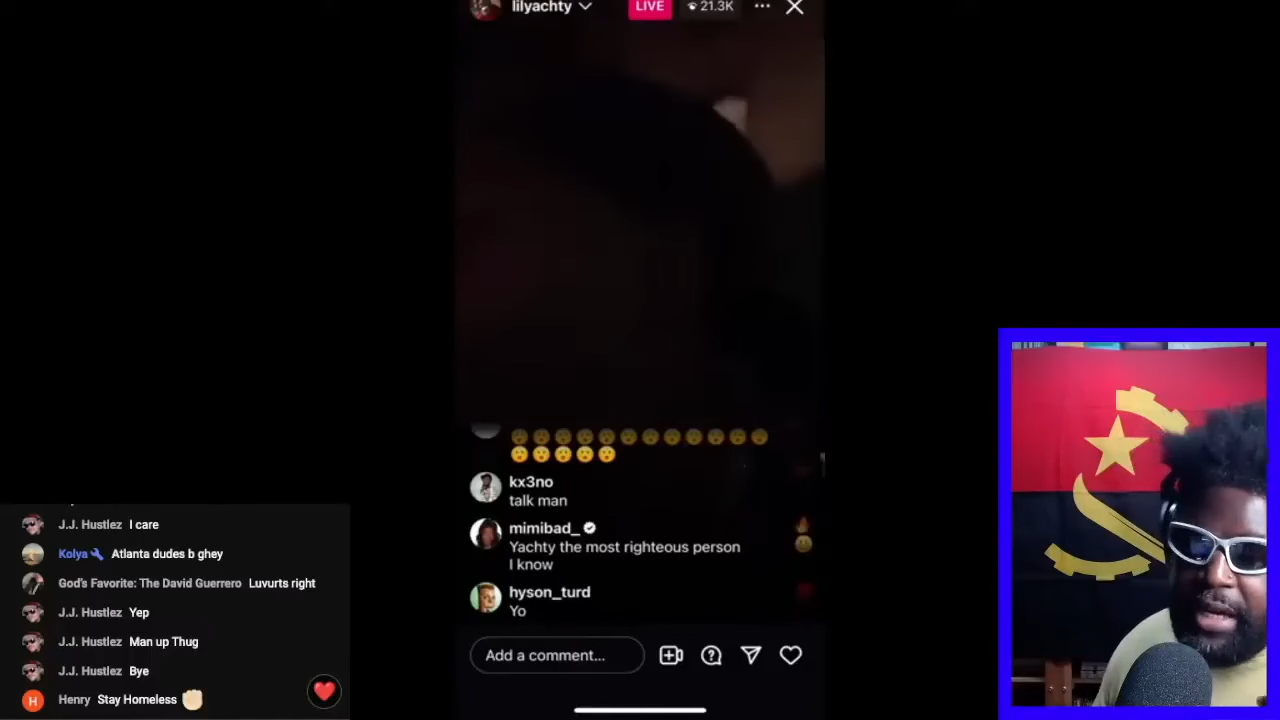 lilyachty
LIVE
21.3K
kx3no
talk man
mimibad_
Yachty the most righteous person
I know
hyson_turd
Yo
Add a comment...
J.J. Hustlez I care
Kolya Atlanta dudes b ghey
God's Favorite: The David Guerrero Luvurts right
J.J. Hustlez Yep
J.J. Hustlez Man up Thug
J.J. Hustlez Bye
H Henry Stay Homeless